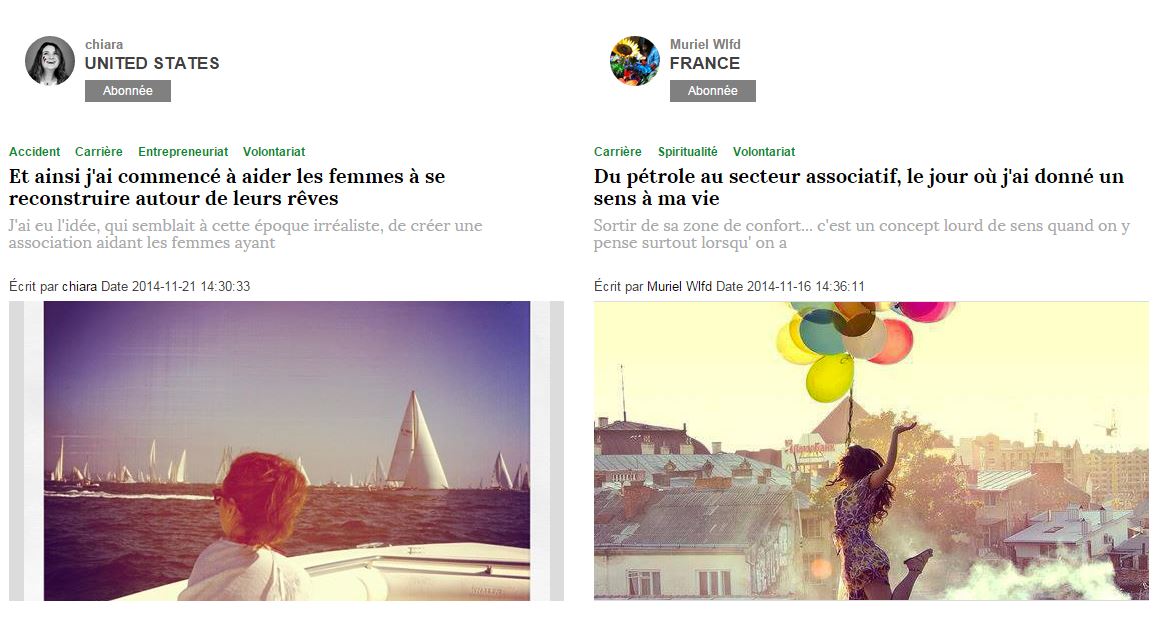 chiara
UNITED STATES
Abonnée
Accident Carrière Entrepreneuriat Volontariat
Et ainsi j'ai commencé à aider les femmes à se
reconstruire autour de leurs rêves
J'ai eu l'idée, qui semblait à cette époque irréaliste, de créer une
association aidant les femmes ayant
Écrit par chiara Date 2014-11-21 14:30:33
Muriel Wlfd
FRANCE
Abonnée
Carrière Spiritualité Volontariat
Du pétrole au secteur associatif, le jour où j'ai donné un
sens à ma vie
Sortir de sa zone de confort... c'est un concept lourd de sens quand on y
pense surtout lorsqu' on a
Écrit par Muriel Wlfd Date 2014-11-16 14:36:11